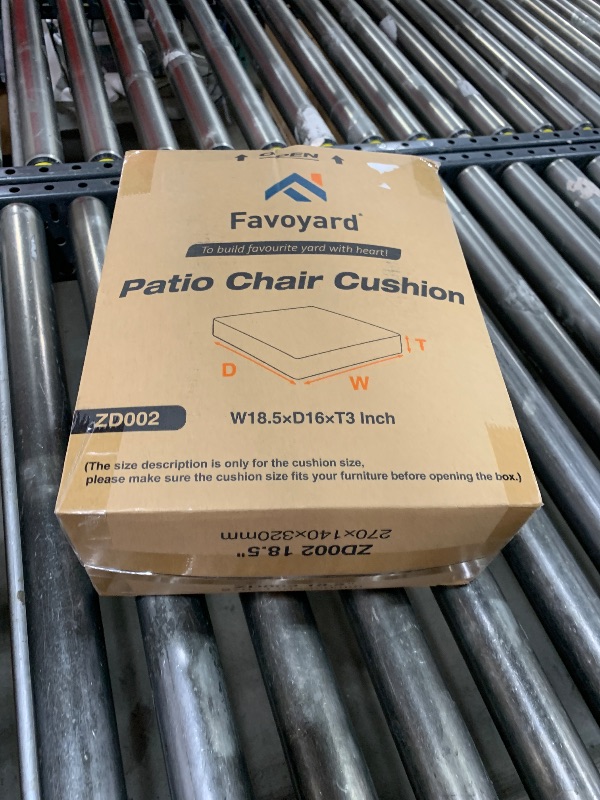 OPEN
Favoyard
To build favourite yard with heart!
Patio Chair Cushion
T
D
W
ZD002
W18.5×D16×T3 Inch
(The size description is only for the cushion size,
please make sure the cushion size fits your furniture before opening the box.)
ZD002 18.5"
270×140×320mm